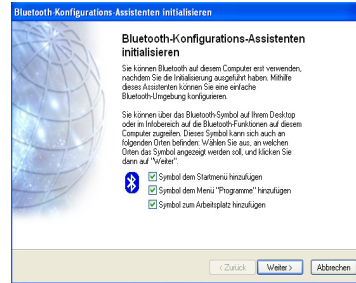 Bluetooth-Konfigurations-Assistenten initialisieren
Bluetooth-Konfigurations-Assistenten
initialisieren
Sie können Bluetooth auf diesem Computer erst verwenden,
nachdem Sie die Initialisierung ausgeführt haben. Mithilfe
dieses Assistenten können Sie eine einfache
Bluetooth-Umgebung konfigurieren.
Sie können über das Bluetooth-Symbol auf Ihrem Desktop
oder im Infobereich auf die Bluetooth-Funktionen auf diesem
Computer zugreifen. Dieses Symbol kann sich auch an
folgenden Orten befinden: Wählen Sie aus, an welchen
Orten das Symbol angezeigt werden soll, und klicken Sie
dann auf "Weiter".
Symbol dem Startmenü hinzufügen
Symbol dem Menü "Programme" hinzufügen
Symbol zum Arbeitsplatz hinzufügen
< Zurück Weiter > Abbrechen